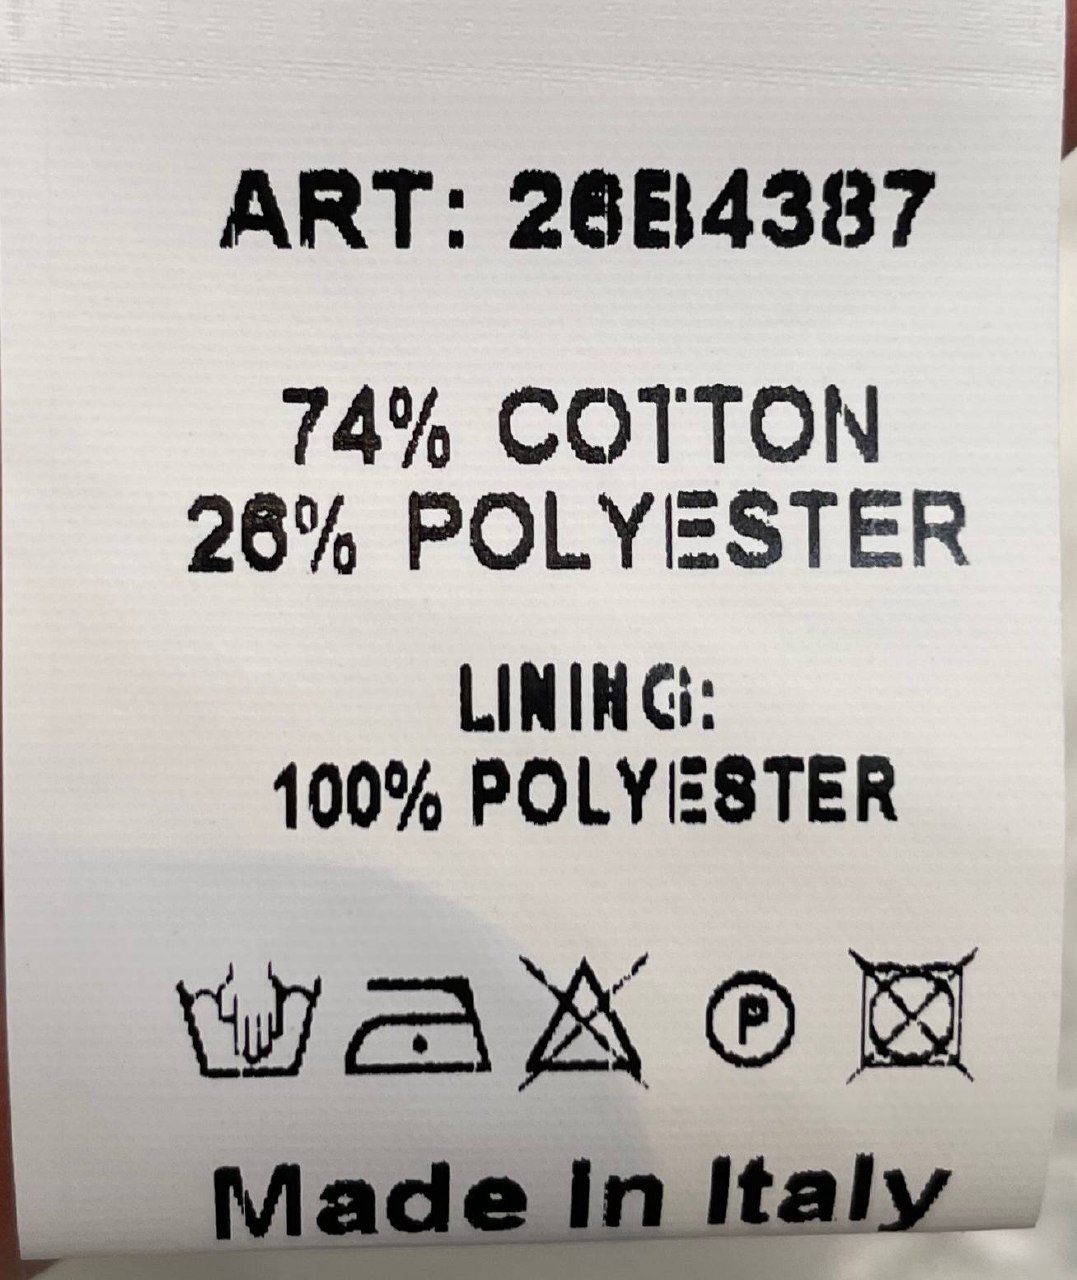 ART: 26B4387
74% COTTON
26% POLYESTER
LINING:
100% POLYESTER
P
Made in Italy